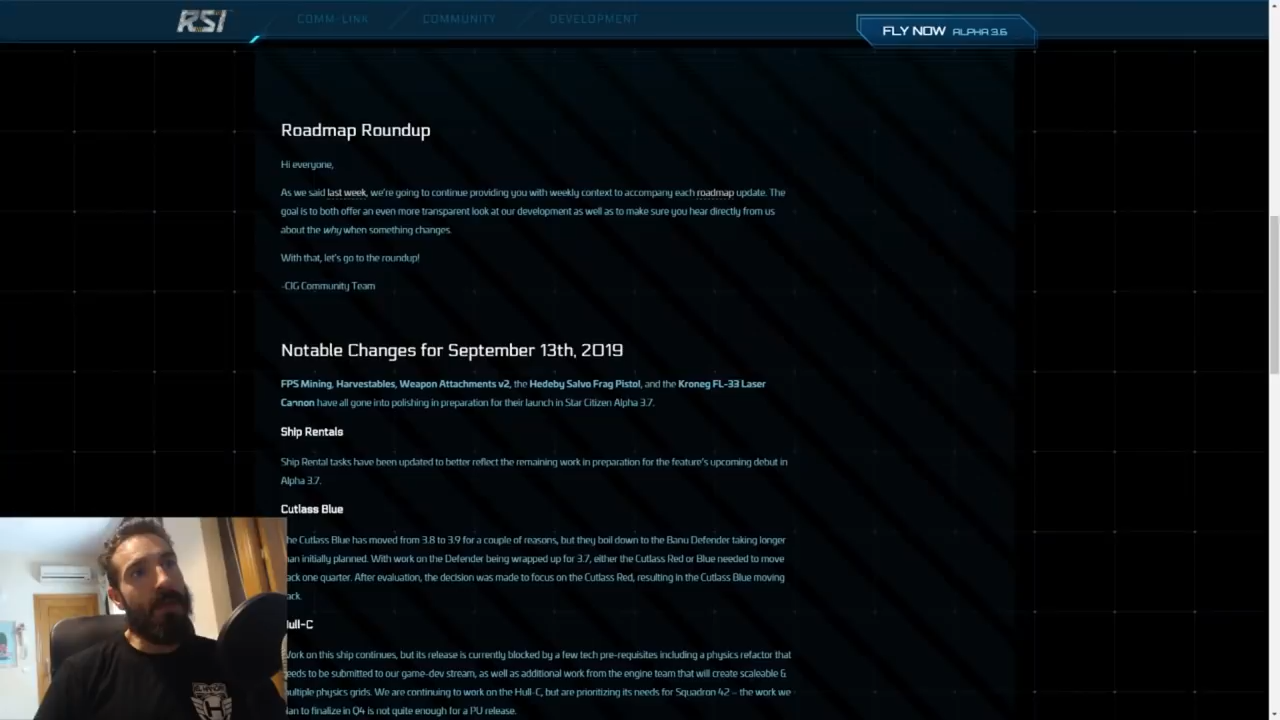 RSI
COMM-LINK
COMMUNITY
DEVELOPMENT
FLY NOW ALPHA 3.6
Roadmap Roundup
Hi everyone,
As we said last week, we're going to continue providing you with weekly context to accompany each roadmap update. The
goal is to both offer an even more transparent look at our development as well as to make sure you hear directly from us
about the why when something changes.
With that, let's go to the roundup!
-CIG Community Team
Notable Changes for September 13th, 2019
FPS Mining, Harvestables, Weapon Attachments v2, the Hedeby Salvo Frag Pistol, and the Kroneg FL-33 Laser
Cannon have all gone into polishing in preparation for their launch in Star Citizen Alpha 3.7.
Ship Rentals
Ship Rental tasks have been updated to better reflect the remaining work in preparation for the feature's upcoming debut in
Alpha 3.7.
Cutlass Blue
he Cutlass Blue has moved from 3.8 to 3.9 for a couple of reasons, but they boil down to the Banu Defender taking longer
an initially planned. With work on the Defender being wrapped up for 3.7, either the Cutlass Red or Blue needed to move
ack one quarter. After evaluation, the decision was made to focus on the Cutlass Red, resulting in the Cutlass Blue moving
ack.
ull-C
Work on this ship continues, but its release is currently blocked by a few tech pre-requisites including a physics refactor that
eeds to be submitted to our game-dev stream, as well as additional work from the engine team that will create scaleable &
ultiple physics grids. We are continuing to work on the Hull-C, but are prioritizing its needs for Squadron 42 – the work we
lan to finalize in Q4 is not quite enough for a PU release.